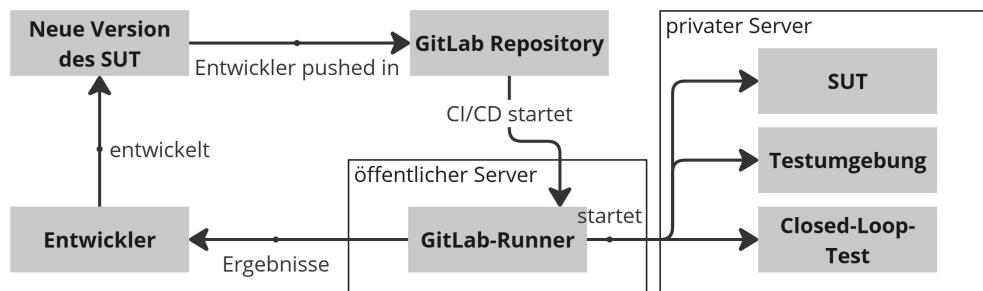 Neue Version
des SUT
Entwickler pushed in
GitLab Repository
privater Server
SUT
CI/CD startet
entwickelt
Testumgebung
öffentlicher Server
startet
Entwickler
Ergebnisse
GitLab-Runner
Closed-Loop-
Test